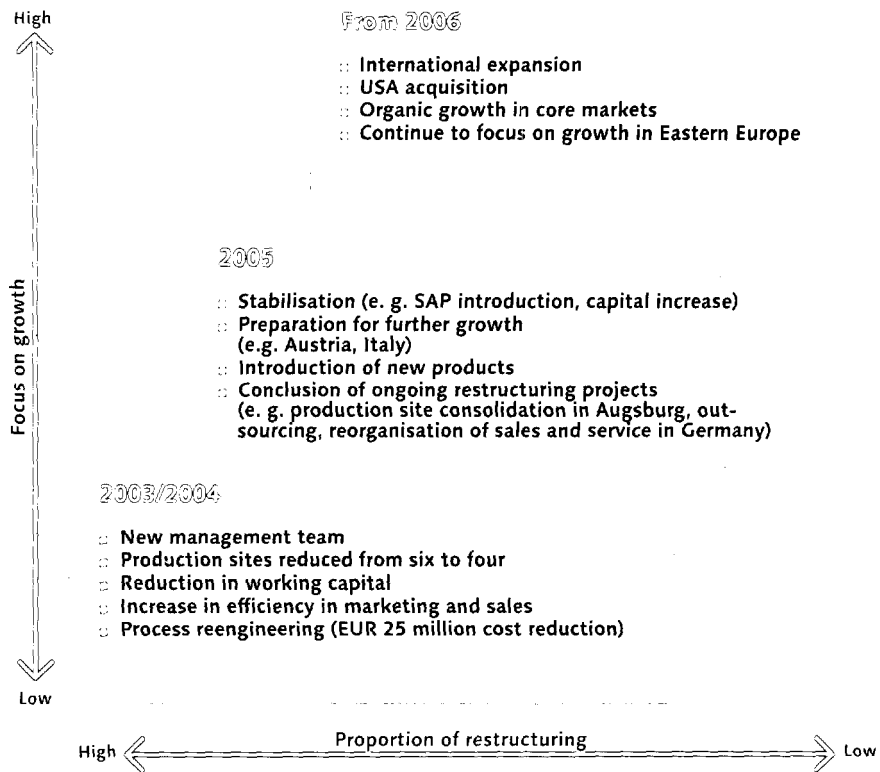 High
From 2006
:: International expansion
:: USA acquisition
:: Organic growth in core markets
:: Continue to focus on growth in Eastern Europe
2005
:: Stabilisation (e. g. SAP introduction, capital increase)
:: Preparation for further growth
(e.g. Austria, Italy)
:: Introduction of new products
:: Conclusion of ongoing restructuring projects
(e. g. production site consolidation in Augsburg, out-
sourcing, reorganisation of sales and service in Germany)
Focus on growth
2003/2004
:: New management team
:: Production sites reduced from six to four
:: Reduction in working capital
:: Increase in efficiency in marketing and sales
:: Process reengineering (EUR 25 million cost reduction)
Low
High
Proportion of restructuring
Low